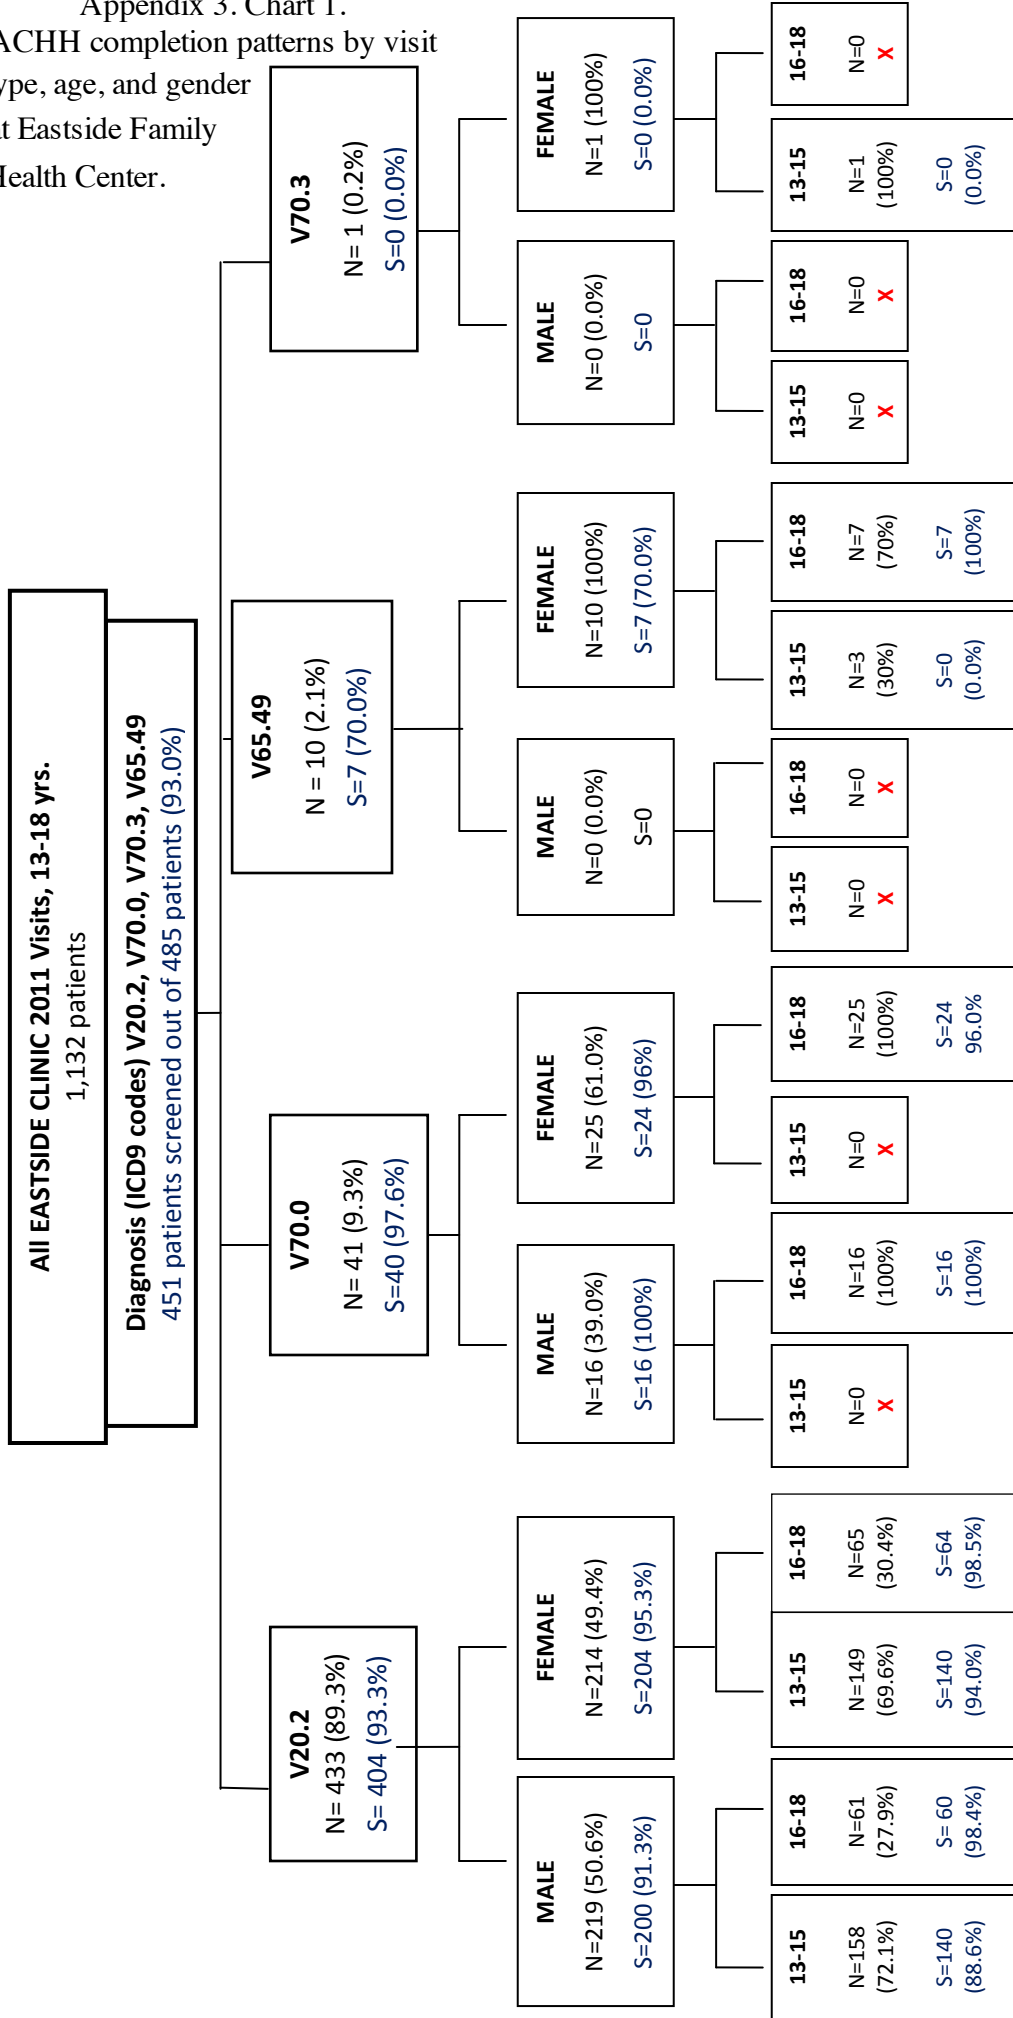 Appendix 3. Chart 1.
ACHH completion patterns by visit
ype, age, and gender
at Eastside Family
Health Center.
All EASTSIDE CLINIC 2011 Visits, 13-18 yrs.
1,132 patients
Diagnosis (ICD9 codes) V20.2, V70.0, V70.3, V65.49
451 patients screened out of 485 patients (93.0%)
V20.2
N= 433 (89.3%)
S= 404 (93.3%)
V70.0
N= 41 (9.3%)
S=40 (97.6%)
V65.49
N = 10 (2.1%)
S=7 (70.0%)
V70.3
N= 1 (0.2%)
S=0 (0.0%)
MALE
N=219 (50.6%)
S=200 (91.3%)
FEMALE
N=214 (49.4%)
S=204 (95.3%)
MALE
N=16 (39.0%)
S=16 (100%)
FEMALE
N=25 (61.0%)
S=24 (96%)
MALE
N=0 (0.0%)
S=0
FEMALE
N=10 (100%)
S=7 (70.0%)
MALE
N=0 (0.0%)
S=0
FEMALE
N=1 (100%)
S=0 (0.0%)
13-15
N=158
(72.1%)
S=140
(88.6%)
16-18
N=61
(27.9%)
S= 60
(98.4%)
13-15
N=149
(69.6%)
S=140
(94.0%)
16-18
N=65
(30.4%)
S=64
(98.5%)
13-15
N=0
X
16-18
N=16
(100%)
S=16
(100%)
13-15
N=0
X
16-18
N=25
(100%)
S=24
96.0%
13-15
N=0
X
16-18
N=0
X
13-15
N=3
(30%)
S=0
(0.0%)
16-18
N=7
(70%)
S=7
(100%)
13-15
N=0
X
16-18
N=0
X
13-15
N=1
(100%)
S=0
(0.0%)
16-18
N=0
X